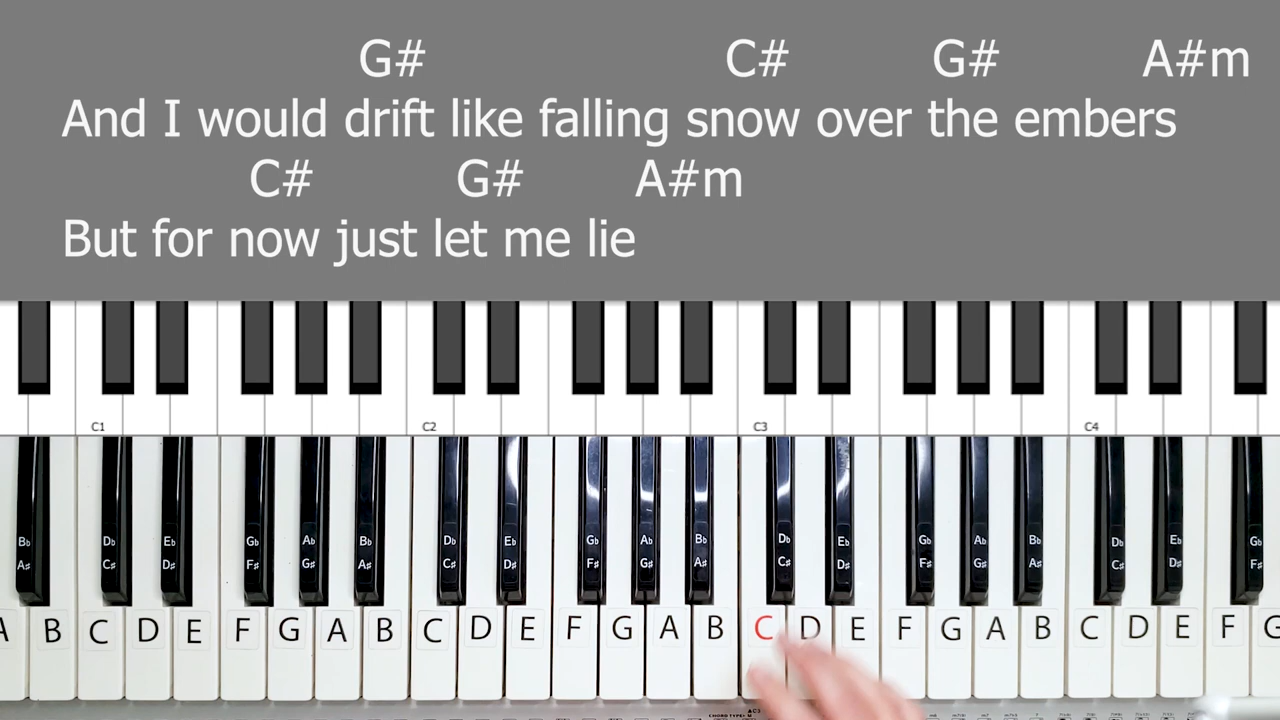 G# C# G# A#m
And I would drift like falling snow over the embers
C# G# A#m
But for now just let me lie
C1 C2 C3 C4
Bb Db Eb Gb Ab Bb Db Eb Gb Ab Bb Db Eb Gb Ab Bb Db Eb Gb
A♯ C♯ D♯ F♯ G♯ A♯ C♯ D♯ F♯ G♯ A♯ C♯ D♯ F♯ G♯ A♯ C♯ D♯ F♯
A B C D E F G A B C D E F G A B C D E F G A B C D E F G